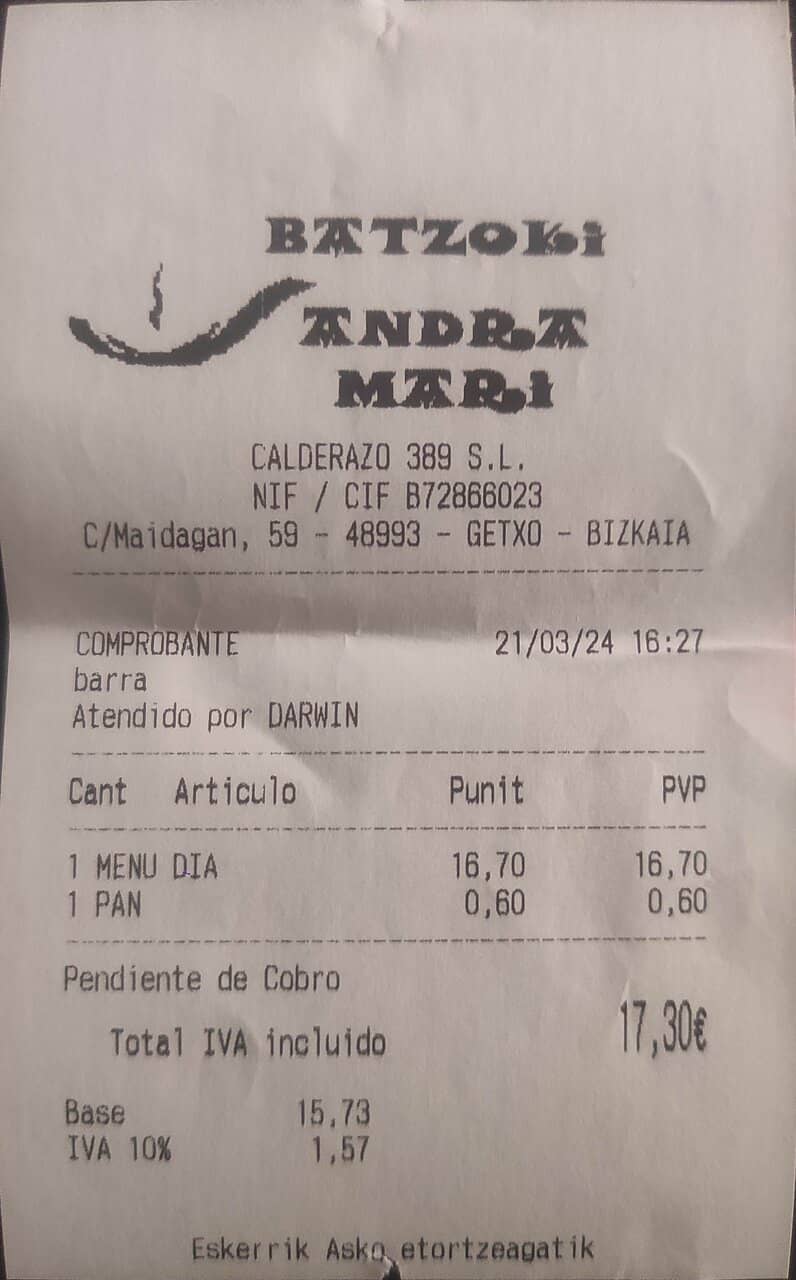 BATZOKi
ANDRA
MARi
CALDERAZO 389 S.L.
NIF / CIF B72866023
C/Maidagan, 59 - 48993 - GETXO - BIZKAIA
COMPROBANTE 21/03/24 16:27
barra
Atendido por DARWIN
Cant Articulo Punit PVP
1 MENU DIA 16,70 16,70
1 PAN 0,60 0,60
Pendiente de Cobro
Total IVA incluido 17,30€
Base 15,73
IVA 10% 1,57
Eskerrik Asko etortzeagatik